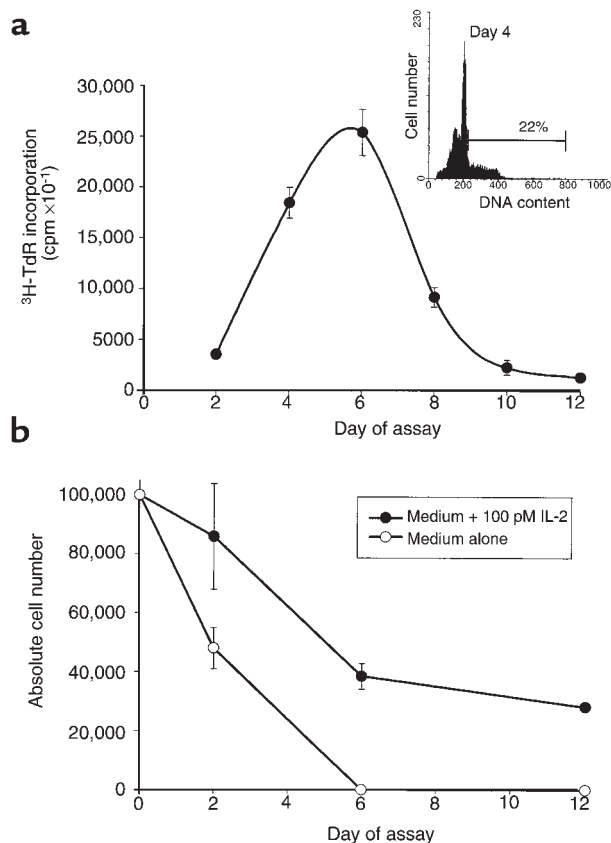 a
30,000
25,000
20,000
15,000
10,000
5000
0
³H-TdR incorporation
(cpm ×10⁻¹)
0 2 4 6 8 10 12
Day of assay
230
0
Cell number
Day 4
22%
0 200 400 600 800 1000
DNA content
b
100,000
80,000
60,000
40,000
20,000
0
Absolute cell number
Medium + 100 pM IL-2
Medium alone
0 2 4 6 8 10 12
Day of assay